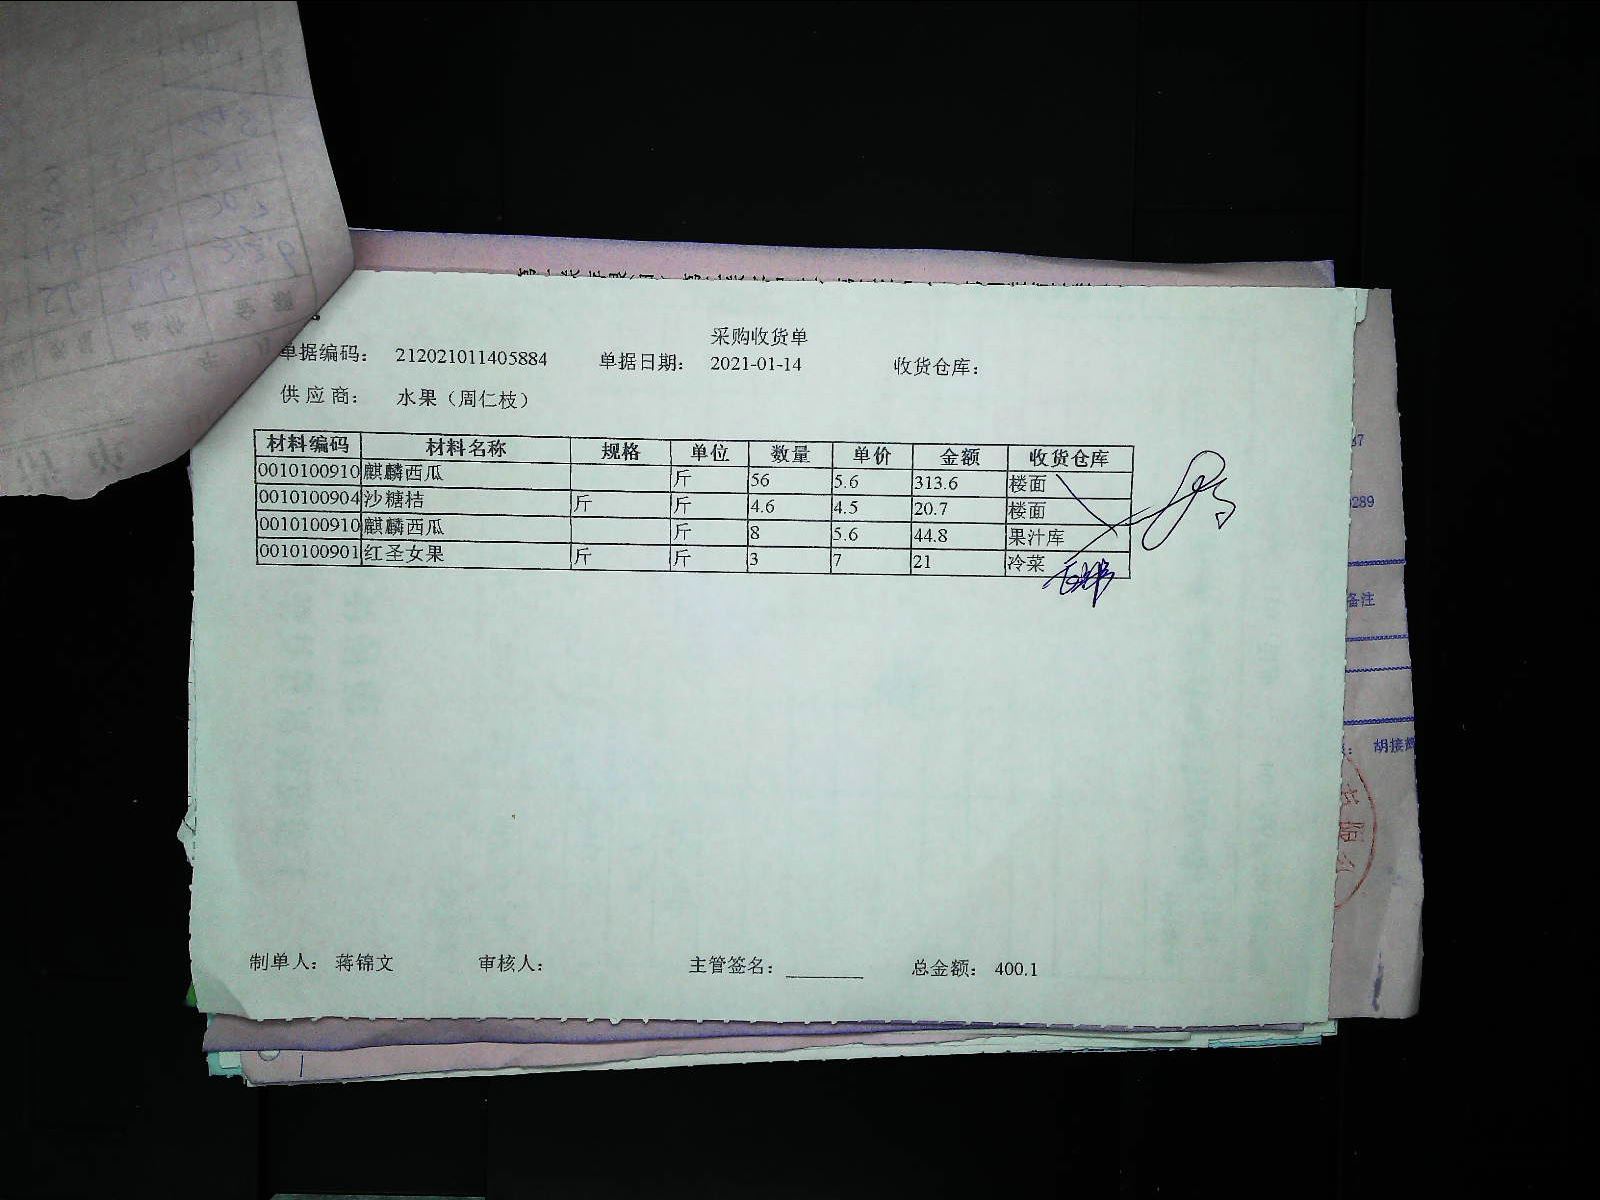 采购收货单
单据编码： 212021011405884 单据日期： 2021-01-14 收货仓库：
供应商： 水果（周仁枝）
材料编码 材料名称 规格 单位 数量 单价 金额 收货仓库
0010100910 麒麟西瓜 斤 56 5.6 313.6 楼面
0010100904 沙糖桔 斤 斤 4.6 4.5 20.7 楼面
0010100910 麒麟西瓜 斤 8 5.6 44.8 果汁库
0010100901 红圣女果 斤 斤 3 7 21 冷菜
制单人： 蒋锦文 审核人： 主管签名： 总金额： 400.1
87
289
备注
胡接